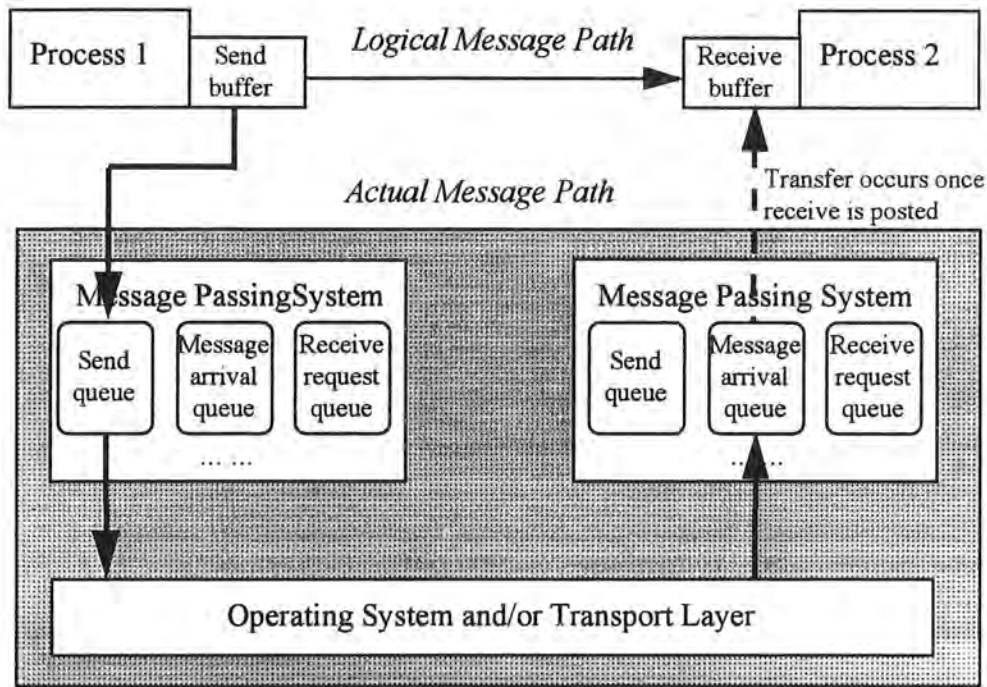 Process 1
Send
buffer
Logical Message Path
Receive
buffer
Process 2
Actual Message Path
Transfer occurs once
receive is posted
Message PassingSystem
Send
queue
Message
arrival
queue
Receive
request
queue
... ...
Message Passing System
Send
queue
Message
arrival
queue
Receive
request
queue
... ...
Operating System and/or Transport Layer